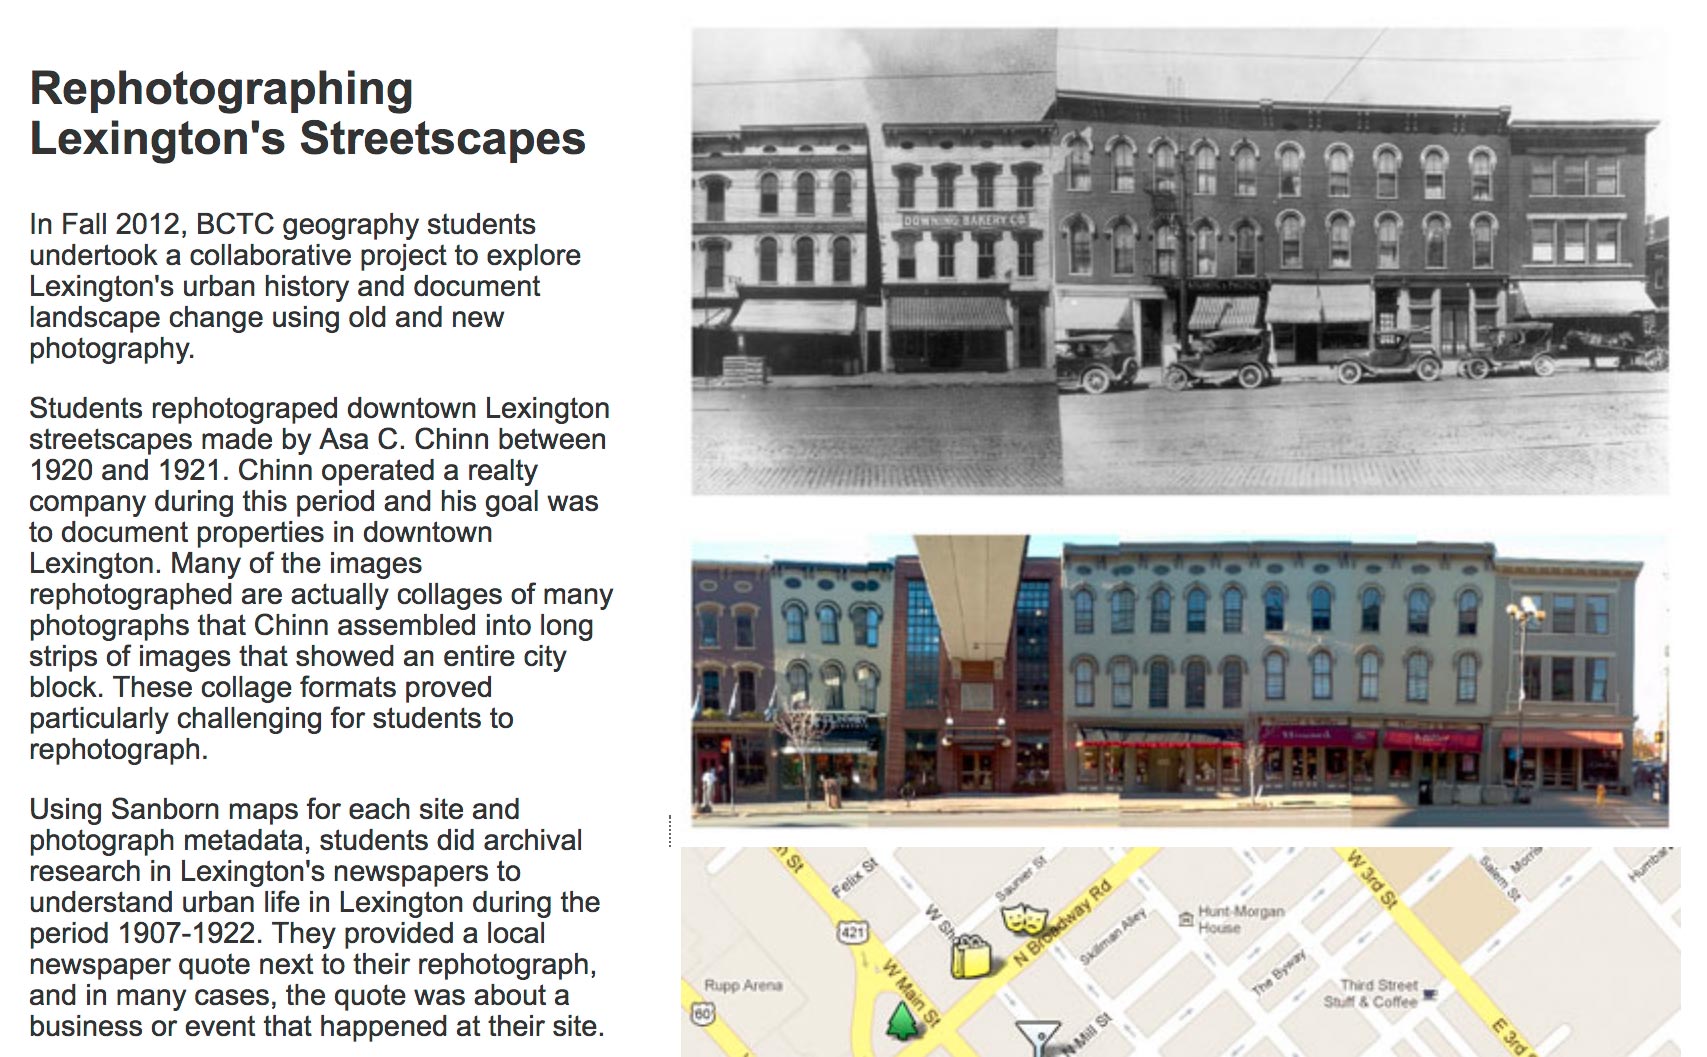 Rephotographing
Lexington's Streetscapes
In Fall 2012, BCTC geography students
undertook a collaborative project to explore
Lexington's urban history and document
landscape change using old and new
photography.
Students rephotograped downtown Lexington
streetscapes made by Asa C. Chinn between
1920 and 1921. Chinn operated a realty
company during this period and his goal was
to document properties in downtown
Lexington. Many of the images
rephotographed are actually collages of many
photographs that Chinn assembled into long
strips of images that showed an entire city
block. These collage formats proved
particularly challenging for students to
rephotograph.
Using Sanborn maps for each site and
photograph metadata, students did archival
research in Lexington's newspapers to
understand urban life in Lexington during the
period 1907-1922. They provided a local
newspaper quote next to their rephotograph,
and in many cases, the quote was about a
business or event that happened at their site.
DOWNING BAKERY CO.
St
Felix St
Saunier St
W 3rd St
Salem St
Morris
421
W Sho
N Broadway Rd
Skillman Alley
Hunt-Morgan
House
The Byway
Rupp Arena
W Main St
Third Street
Stuff & Coffee
60
N Mill St
E 3rd